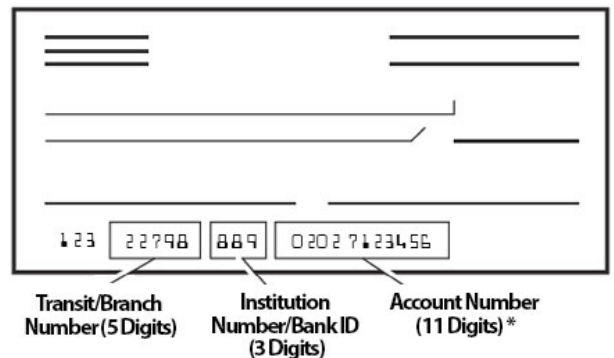 123 22798 889 02027123456
Transit/Branch Number (5 Digits)
Institution Number/Bank ID (3 Digits)
Account Number (11 Digits) *